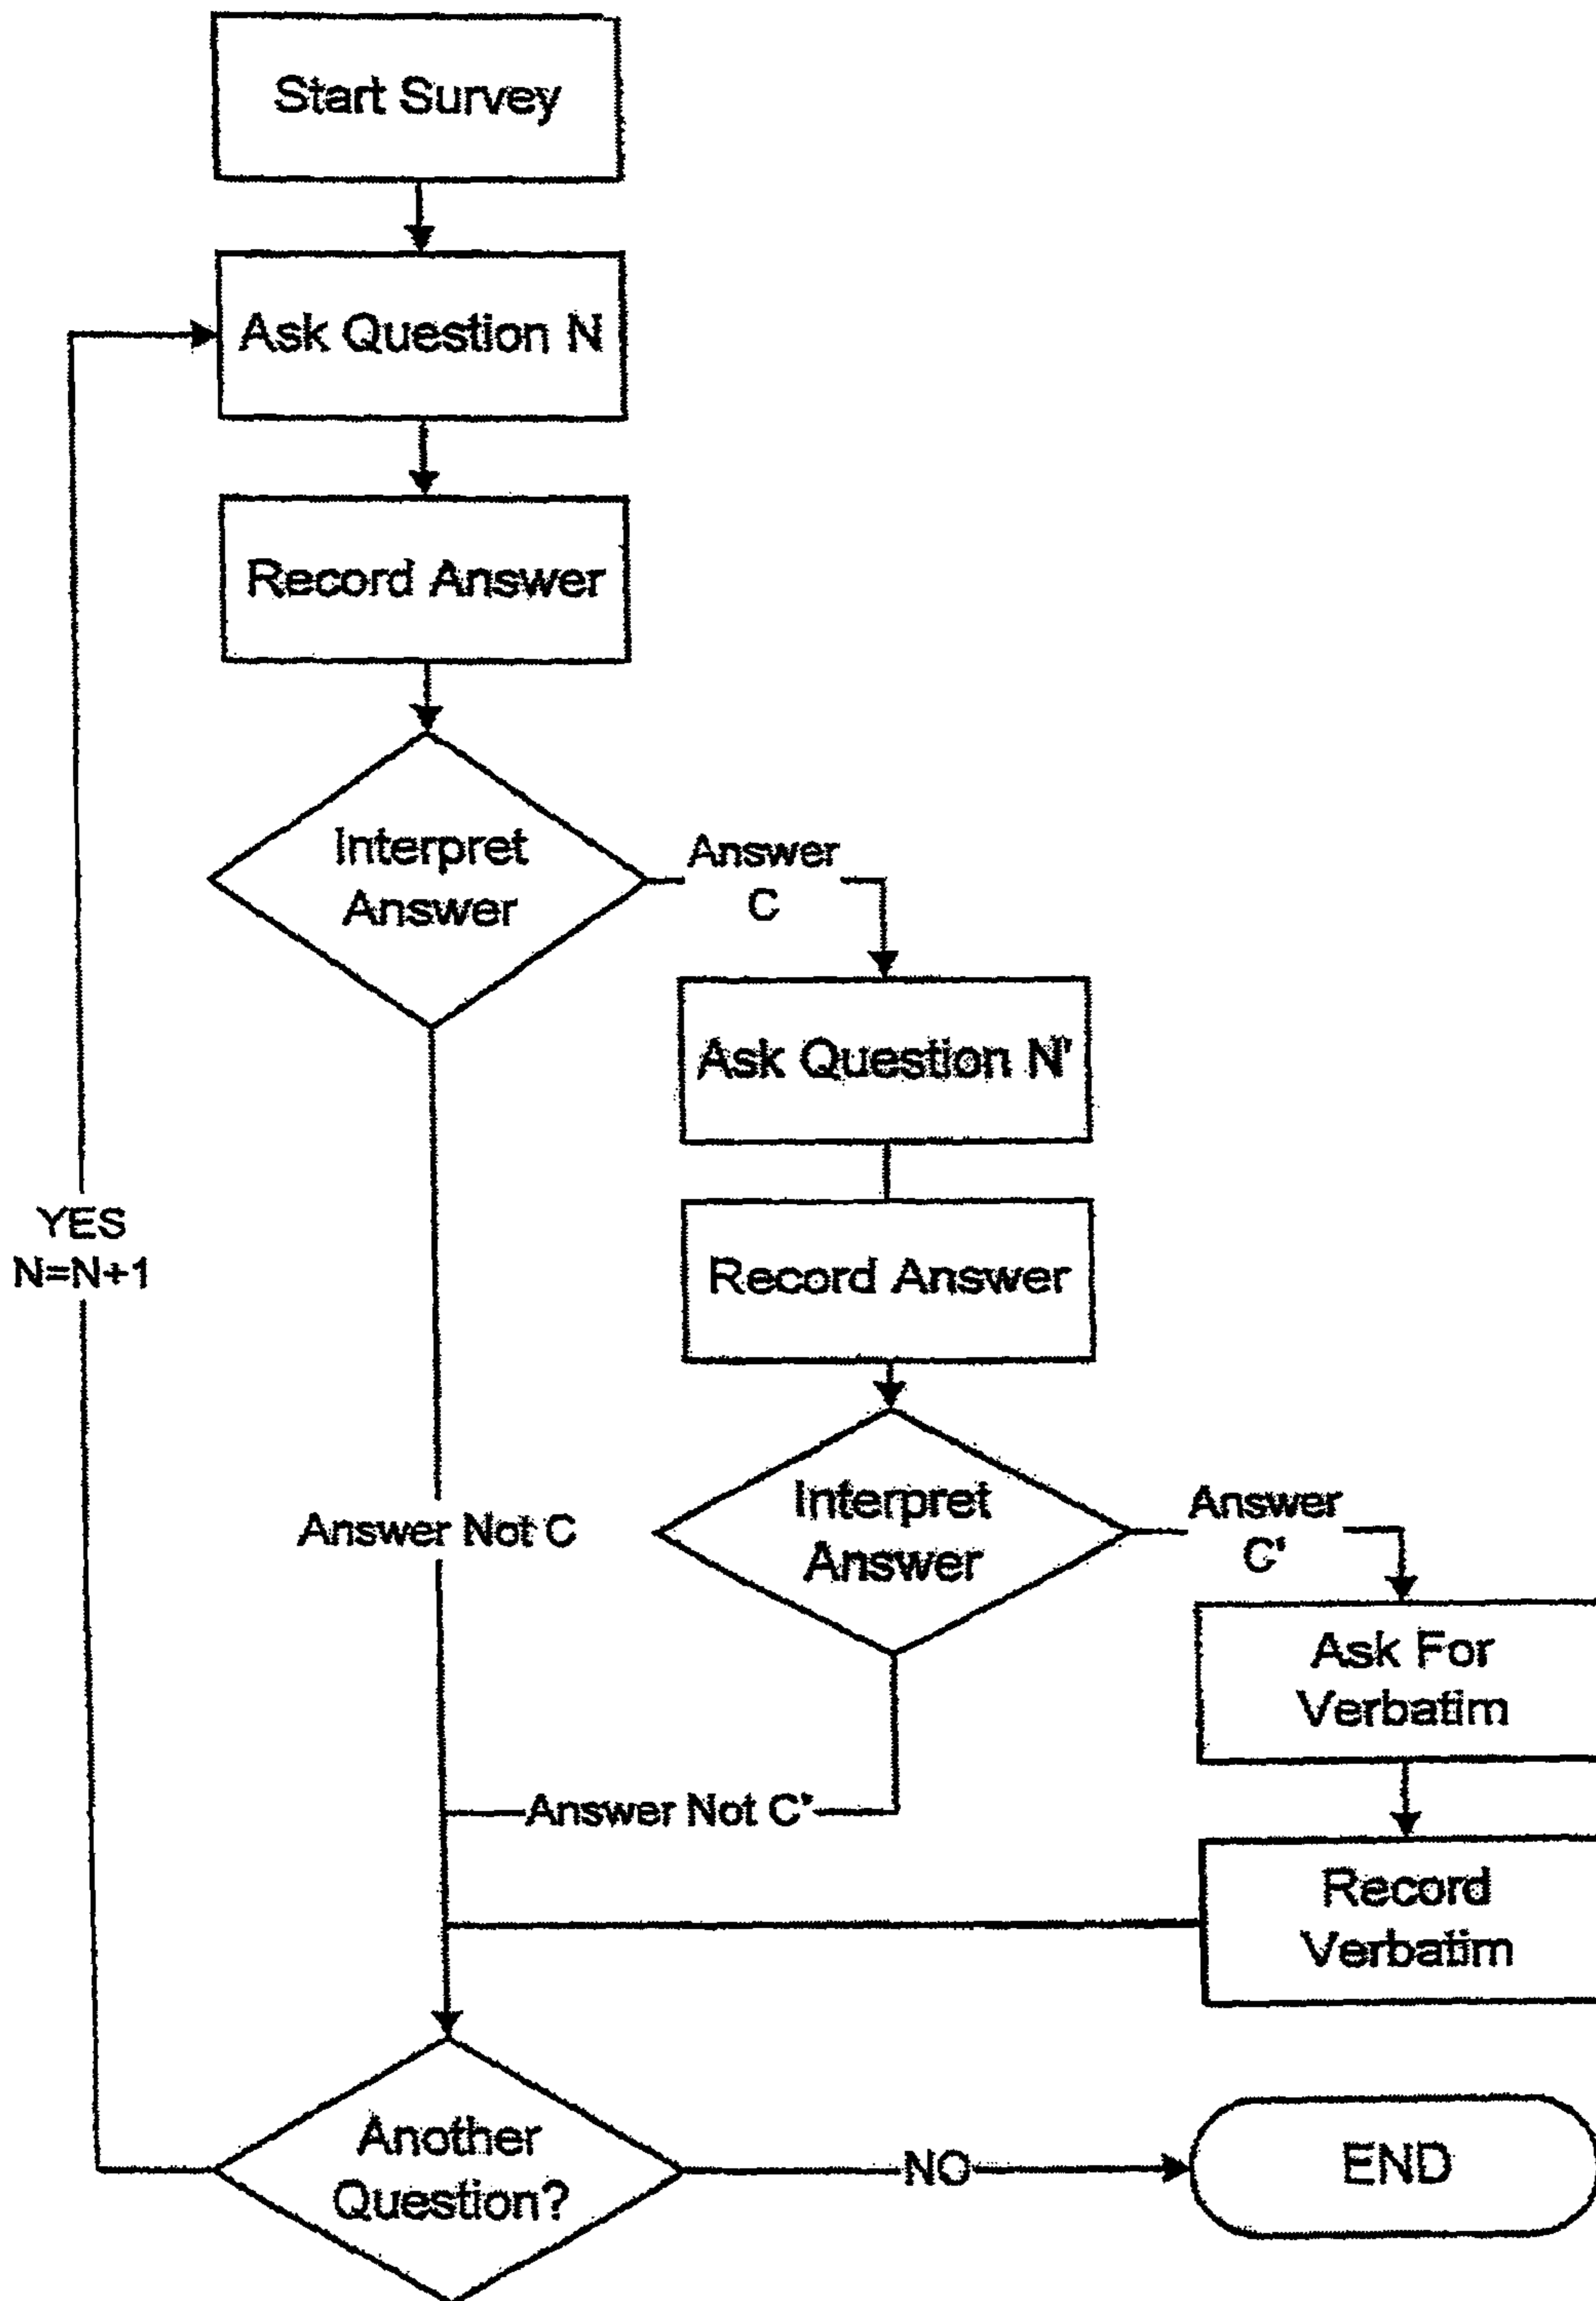 Start Survey
Ask Question N
Record Answer
Interpret
Answer
Answer
C
Ask Question N'
YES
N=N+1
Record Answer
Answer Not C
Interpret
Answer
Answer
C'
Ask For
Verbatim
Answer Not C'
Record
Verbatim
Another
Question?
NO
END